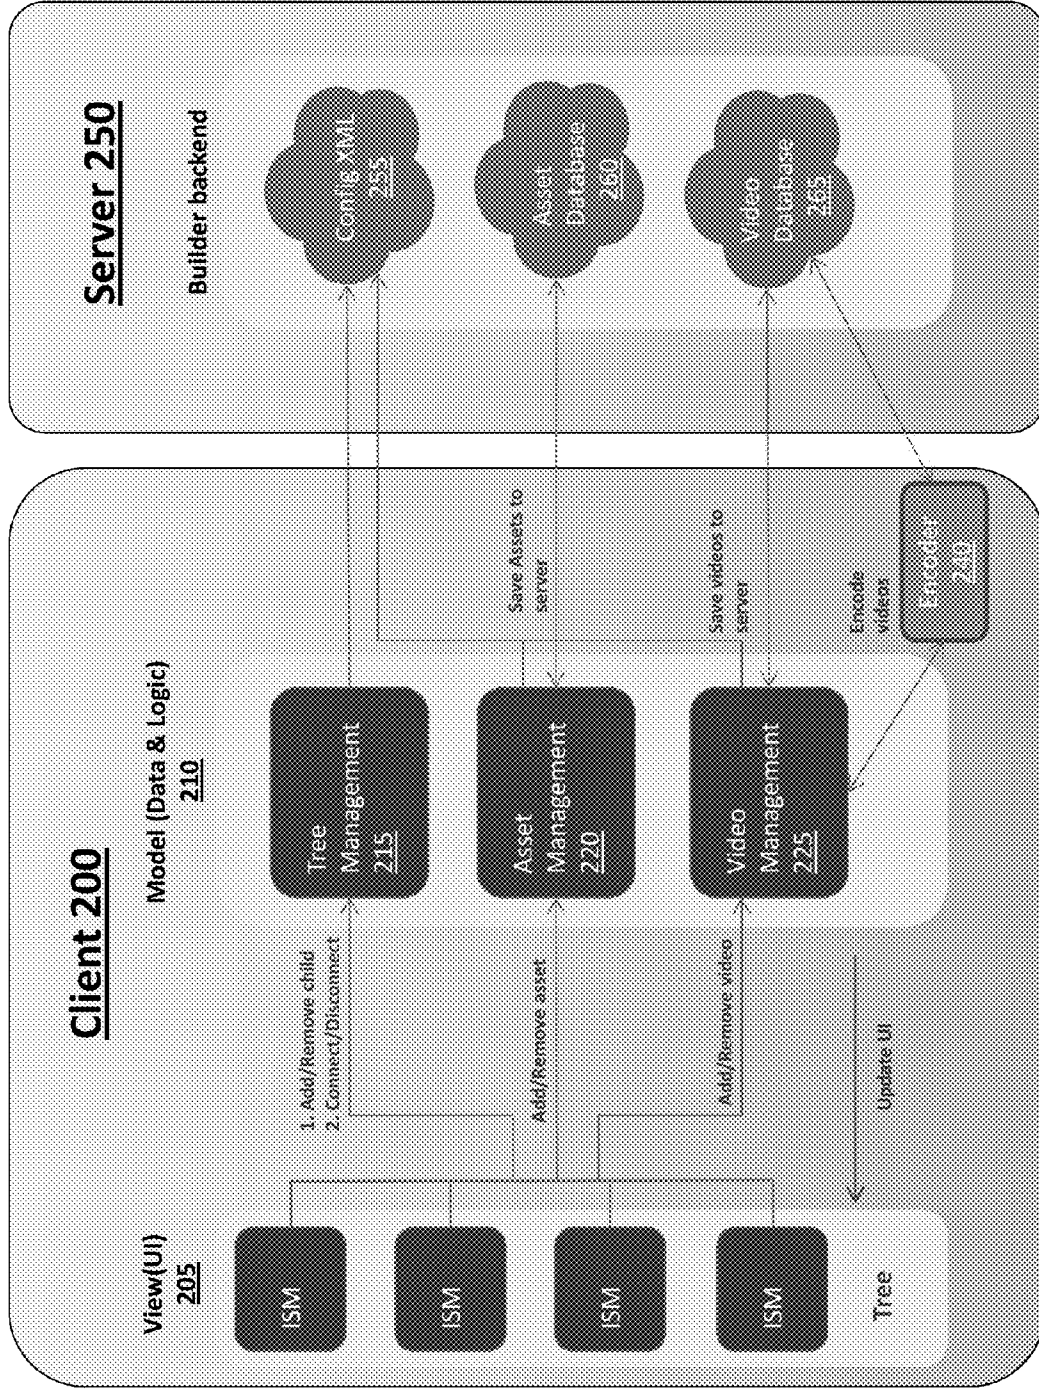 Client 200
View(UI)
205
ISM
ISM
ISM
ISM
Tree
1. Add/Remove child
2. Connect/Disconnect
Add/Remove asset
Add/Remove video
Update UI
Model (Data & Logic)
210
Tree
Management
215
Asset
Management
220
Video
Management
225
Save Assets to
server
Save videos to
server
Encode
videos
Encoder
240
Server 250
Builder backend
Config XML
255
Asset
Database
260
Video
Database
265